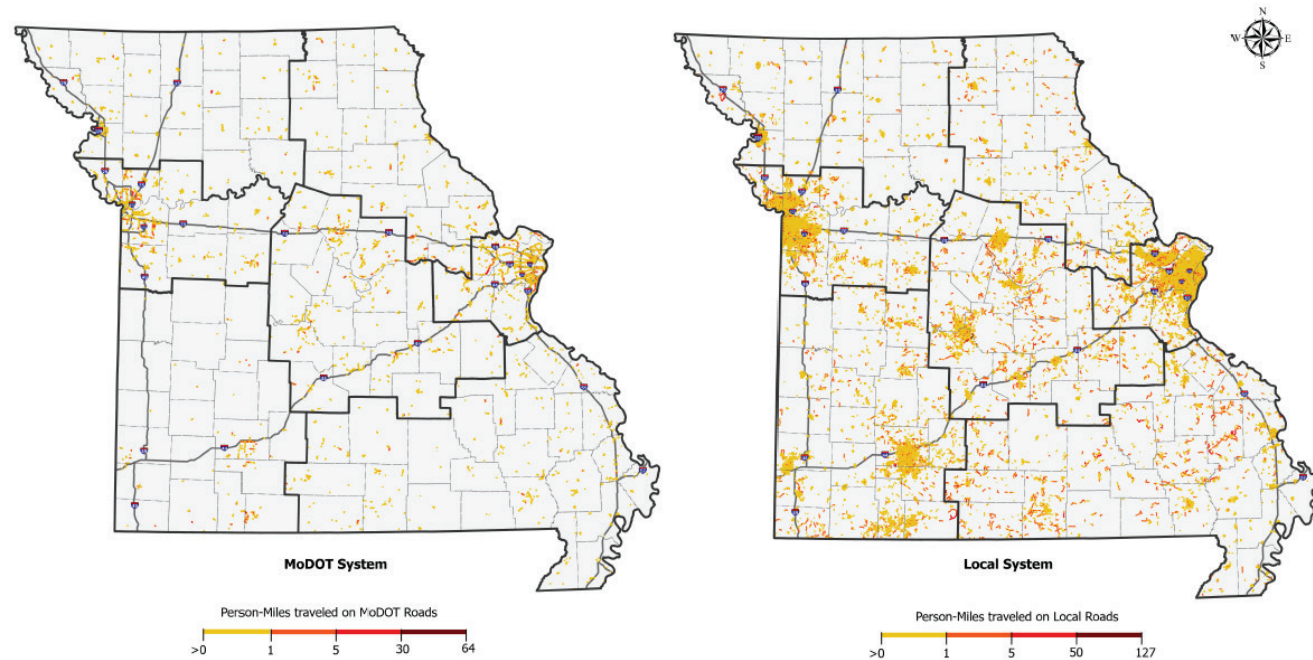 N
W E
S
MoDOT System
Local System
Person-Miles traveled on MoDOT Roads
>0 1 5 30 64
Person-Miles traveled on Local Roads
>0 1 5 50 127